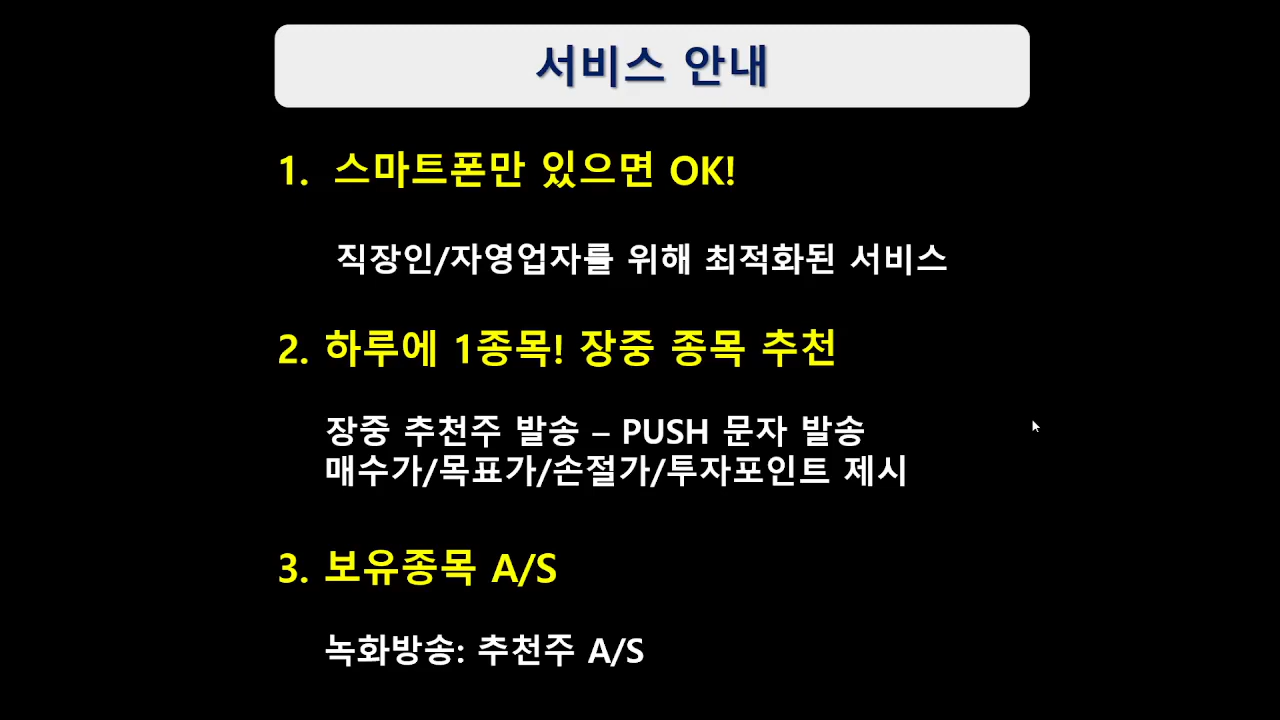 서비스 안내
1. 스마트폰만 있으면 OK!
직장인/자영업자를 위해 최적화된 서비스
2. 하루에 1종목! 장중 종목 추천
장중 추천주 발송 – PUSH 문자 발송
매수가/목표가/손절가/투자포인트 제시
3. 보유종목 A/S
녹화방송: 추천주 A/S